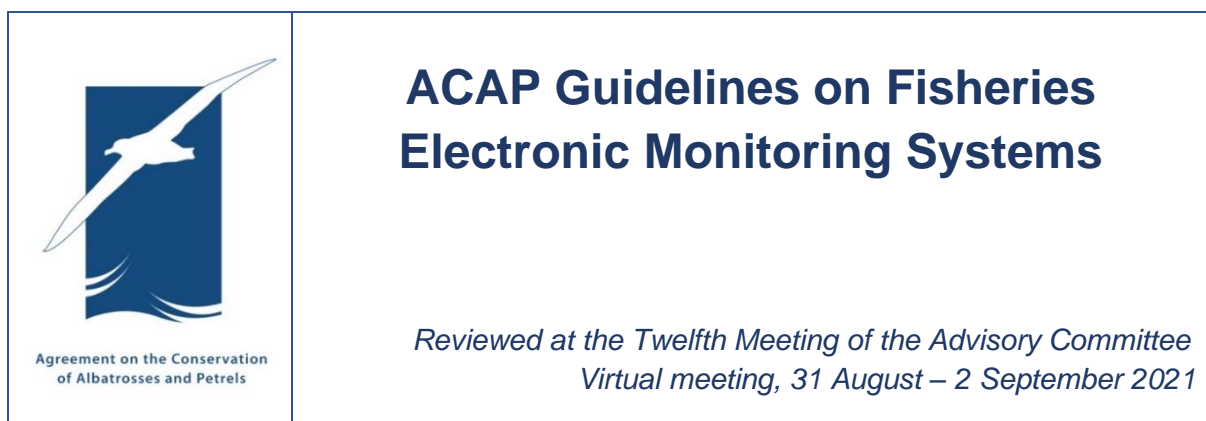 ACAP Guidelines on Fisheries
Electronic Monitoring Systems
Agreement on the Conservation
of Albatrosses and Petrels
Reviewed at the Twelfth Meeting of the Advisory Committee
Virtual meeting, 31 August – 2 September 2021